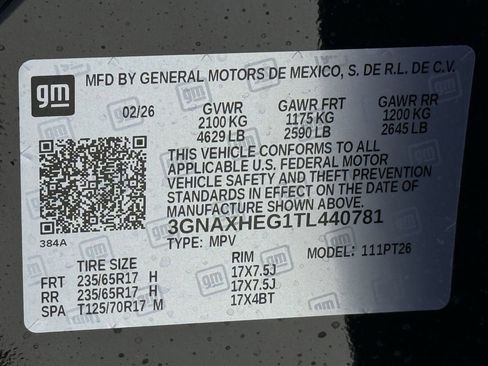 gm
MFD BY GENERAL MOTORS DE MEXICO, S. DE R.L. DE C.V.
02/26 GVWR GAWR FRT GAWR RR
2100 KG 1175 KG 1200 KG
4629 LB 2590 LB 2645 LB
THIS VEHICLE CONFORMS TO ALL
APPLICABLE U.S. FEDERAL MOTOR
VEHICLE SAFETY AND THEFT PREVENTION
STANDARDS IN EFFECT ON THE DATE OF
MANUFACTURE SHOWN ABOVE.
384A 3GNAXHEG1TL440781
TYPE: MPV MODEL: 111PT26
TIRE SIZE RIM
FRT 235/65R17 H 17X7.5J
RR 235/65R17 H 17X7.5J
SPA T125/70R17 M 17X4BT